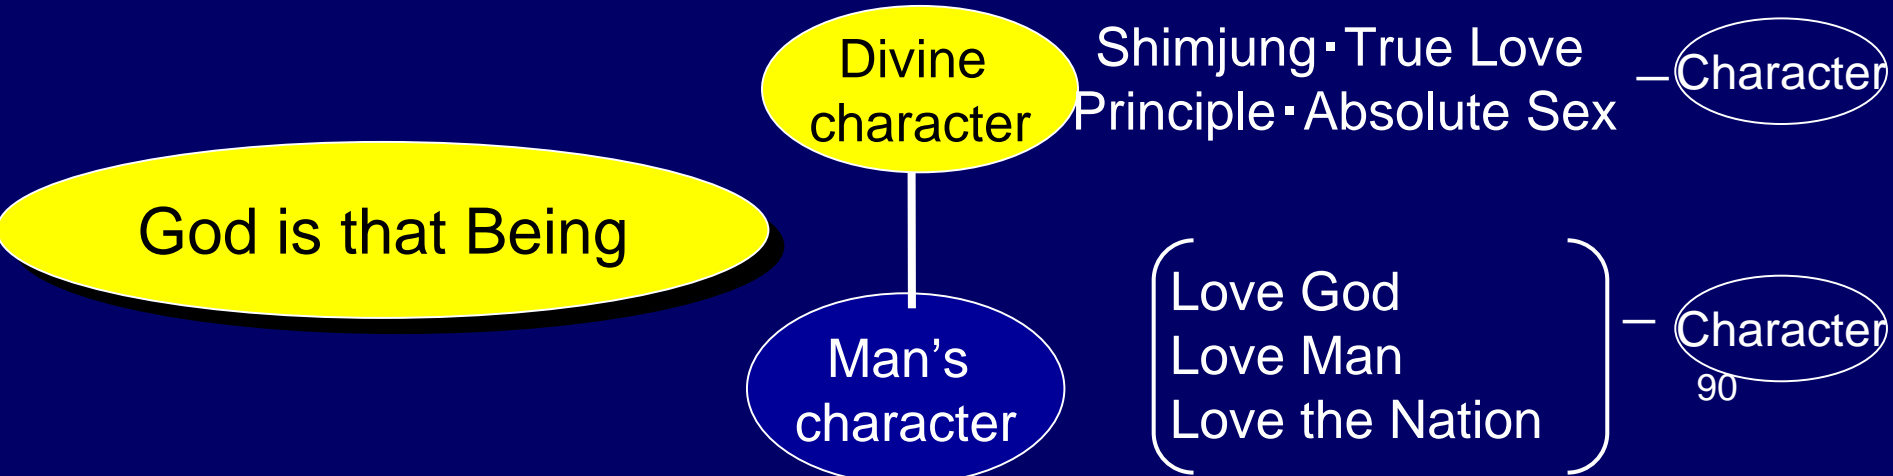 God is that Being
Divine
character
Shimjung·True Love
Principle·Absolute Sex
–
Character
Man’s
character
Love God
Love Man
Love the Nation
–
Character
90